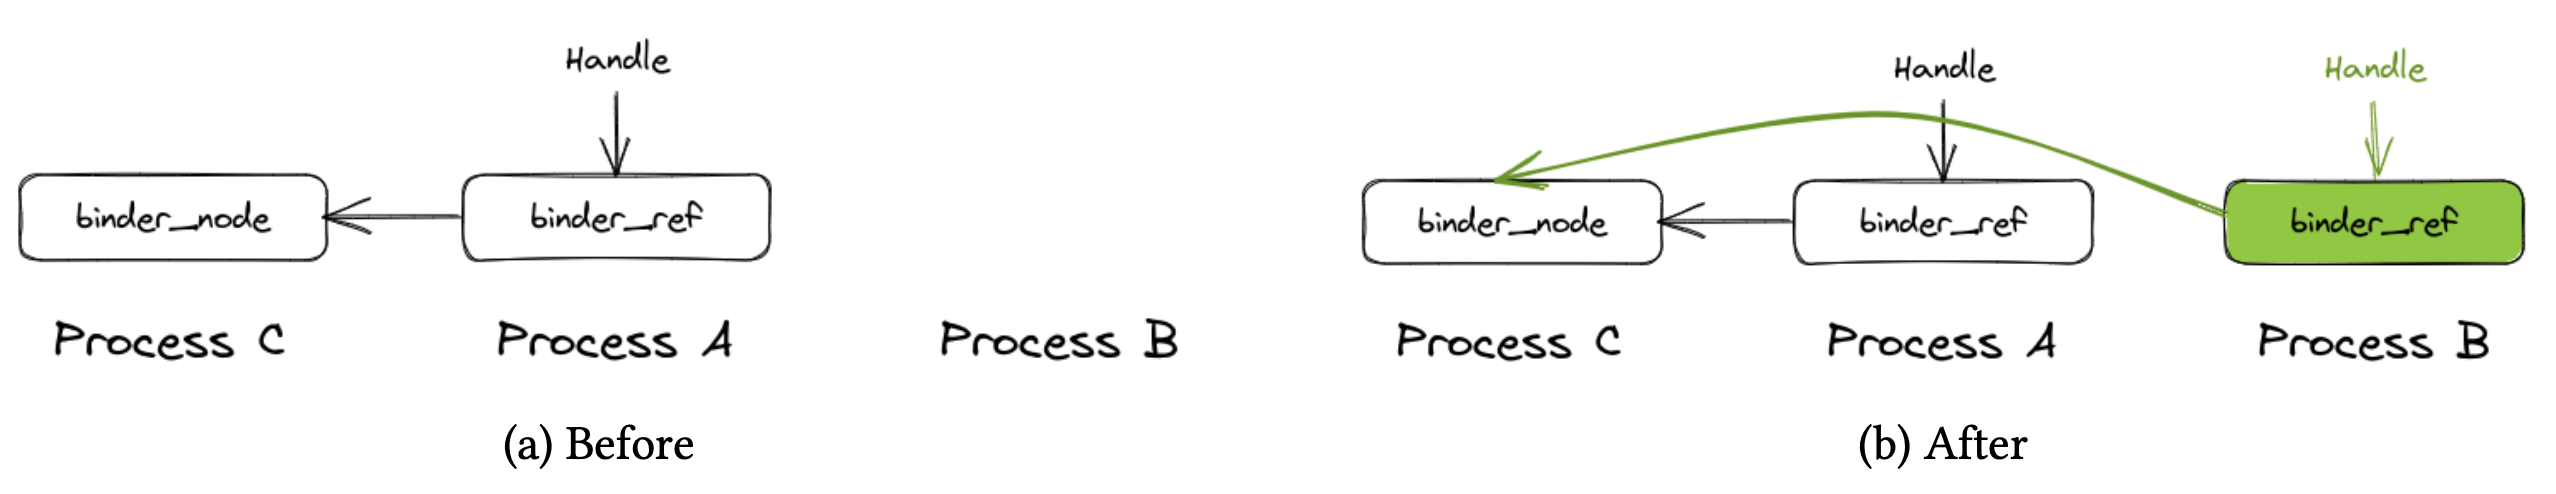 Handle
binder_node
binder_ref
Process C
Process A
Process B
(a) Before
Handle
Handle
binder_node
binder_ref
binder_ref
Process C
Process A
Process B
(b) After